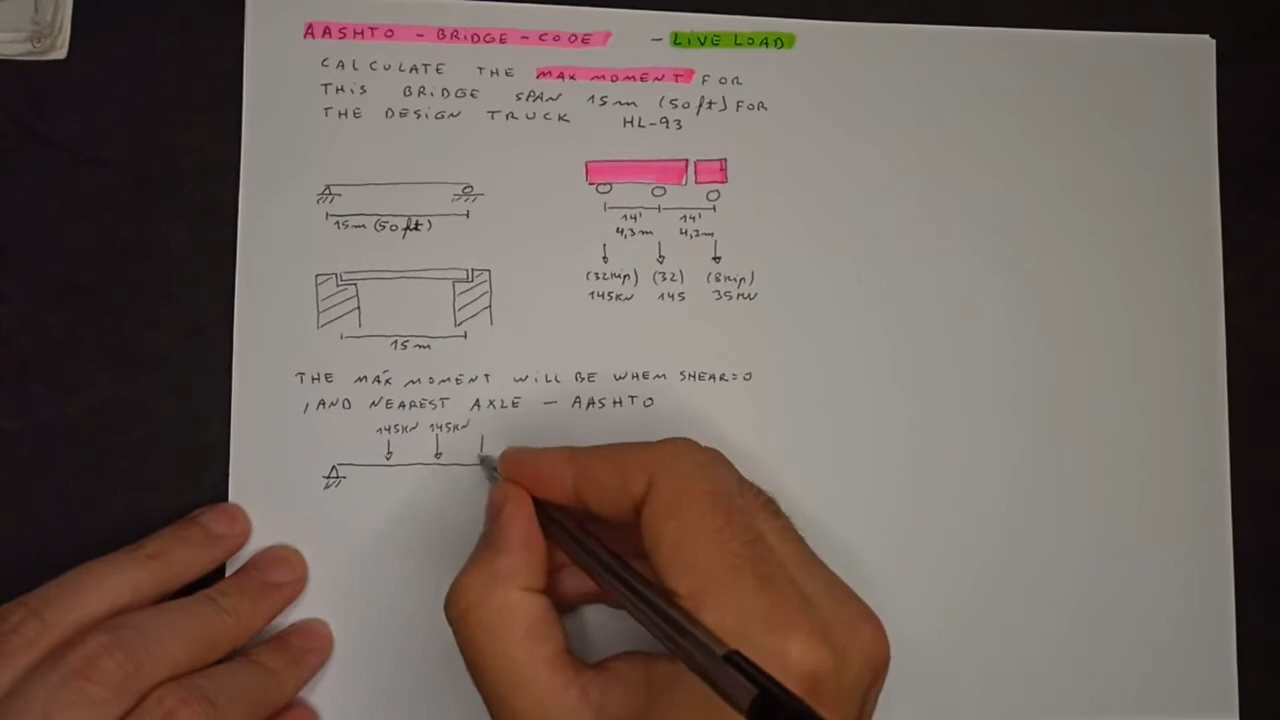 AASHTO - BRIDGE - CODE - LIVE LOAD
CALCULATE THE MAX MOMENT FOR
THIS BRIDGE SPAN 15m (50ft) FOR
THE DESIGN TRUCK HL-93
15m (50ft)
14' 14'
4,3m 4,3m
(32Kip) (32) (8Kip)
145KN 145 35KN
15m
THE MAX MOMENT WILL BE WHEM SHEAR=0
, AND NEAREST AXLE - AASHTO
145KN 145KN